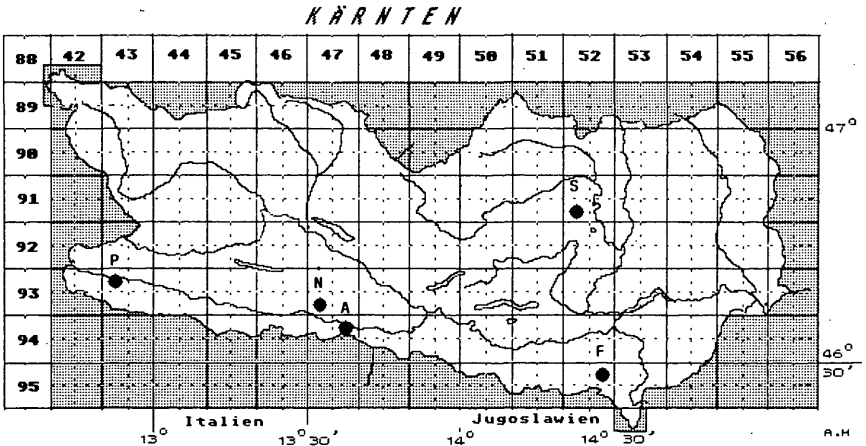 KÄRNTEN
88 42 43 44 45 46 47 48 49 50 51 52 53 54 55 56
89
47°
90
91
S
92
P
93
N
A
94
F
46°
30'
95
Italien
Jugoslawien
13°
13° 30'
14°
14° 30'
A.H